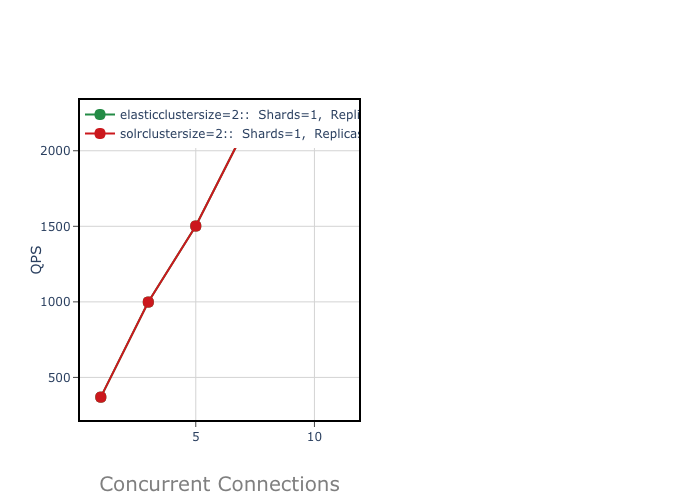 elasticclustersize=2:: Shards=1, Repli
solrclustersize=2:: Shards=1, Replicas
2000
1500
1000
500
QPS
5 10
Concurrent Connections